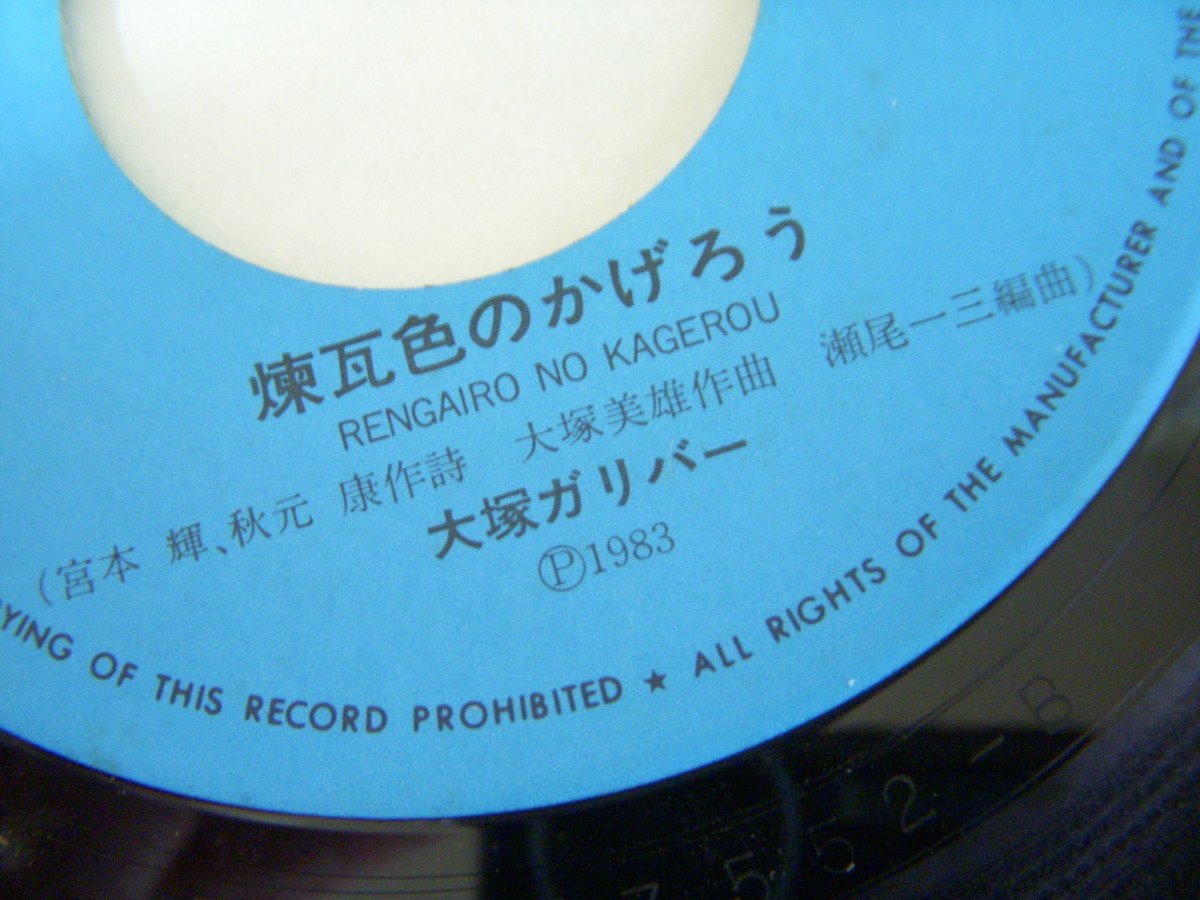 煉瓦色のかげろう
RENGAIRO NO KAGEROU
(宮本 輝、秋元 康作詩 大塚美雄作曲 瀬尾一三編曲)
大塚ガリバー
Ⓟ1983
OF THIS RECORD PROHIBITED ★ ALL RIGHTS OF THE MANUFACTURER AND OF THE
7552-B